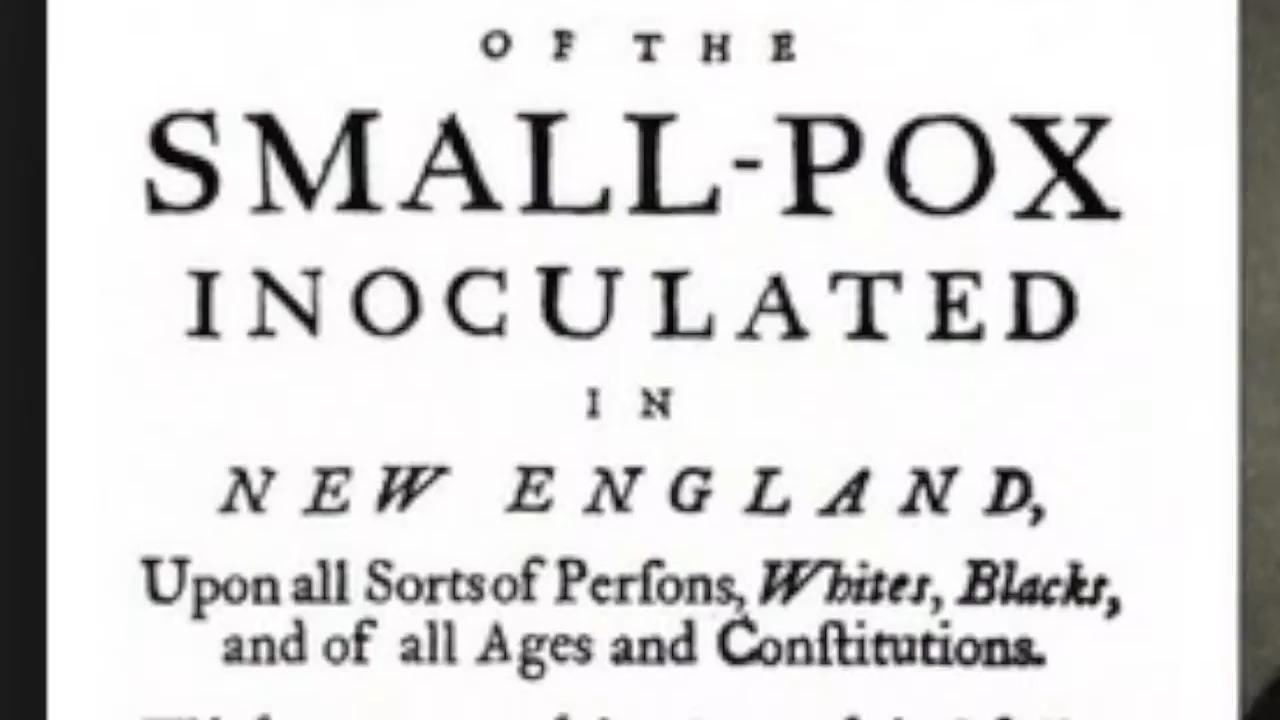 OF THE
SMALL-POX
INOCULATED
IN
NEW ENGLAND,
Upon all Sorts of Perſons, Whites, Blacks,
and of all Ages and Conſtitutions.